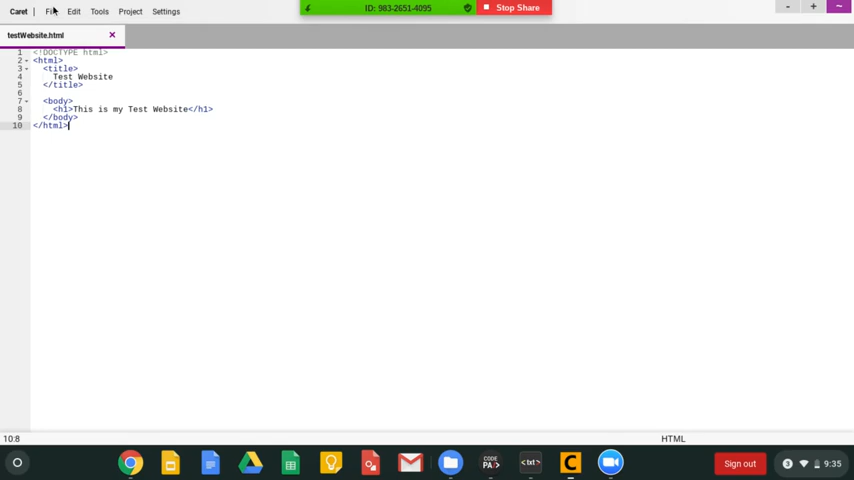 Caret | File Edit Tools Project Settings
ID: 983-2651-4095
Stop Share
testWebsite.html
1 <!DOCTYPE html>
2 <html>
3 <title>
4 Test Website
5 </title>
6
7 <body>
8 <h1>This is my Test Website</h1>
9 </body>
10 </html>
10:8
HTML
CODE
PA
<txt>
C
Sign out
3
9:35